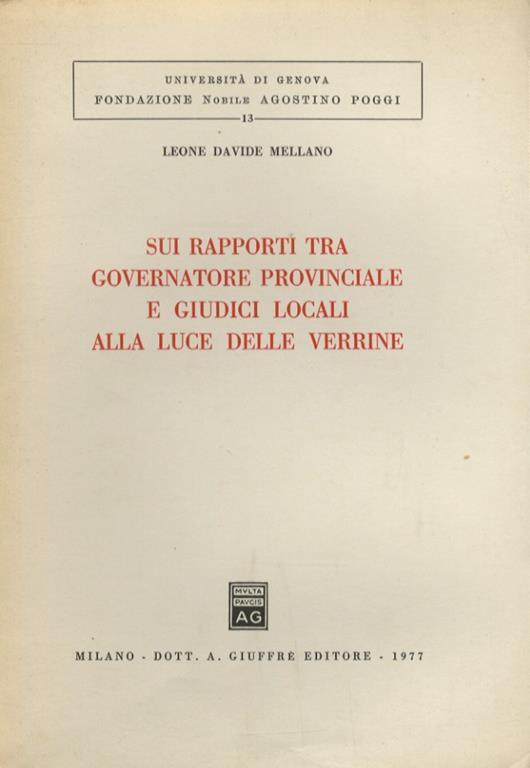 UNIVERSITÀ DI GENOVA
FONDAZIONE NOBILE AGOSTINO POGGI
13
LEONE DAVIDE MELLANO
SUI RAPPORTI TRA
GOVERNATORE PROVINCIALE
E GIUDICI LOCALI
ALLA LUCE DELLE VERRINE
MVLTA
PAVCIS
AG
MILANO - DOTT. A. GIUFFRÈ EDITORE - 1977